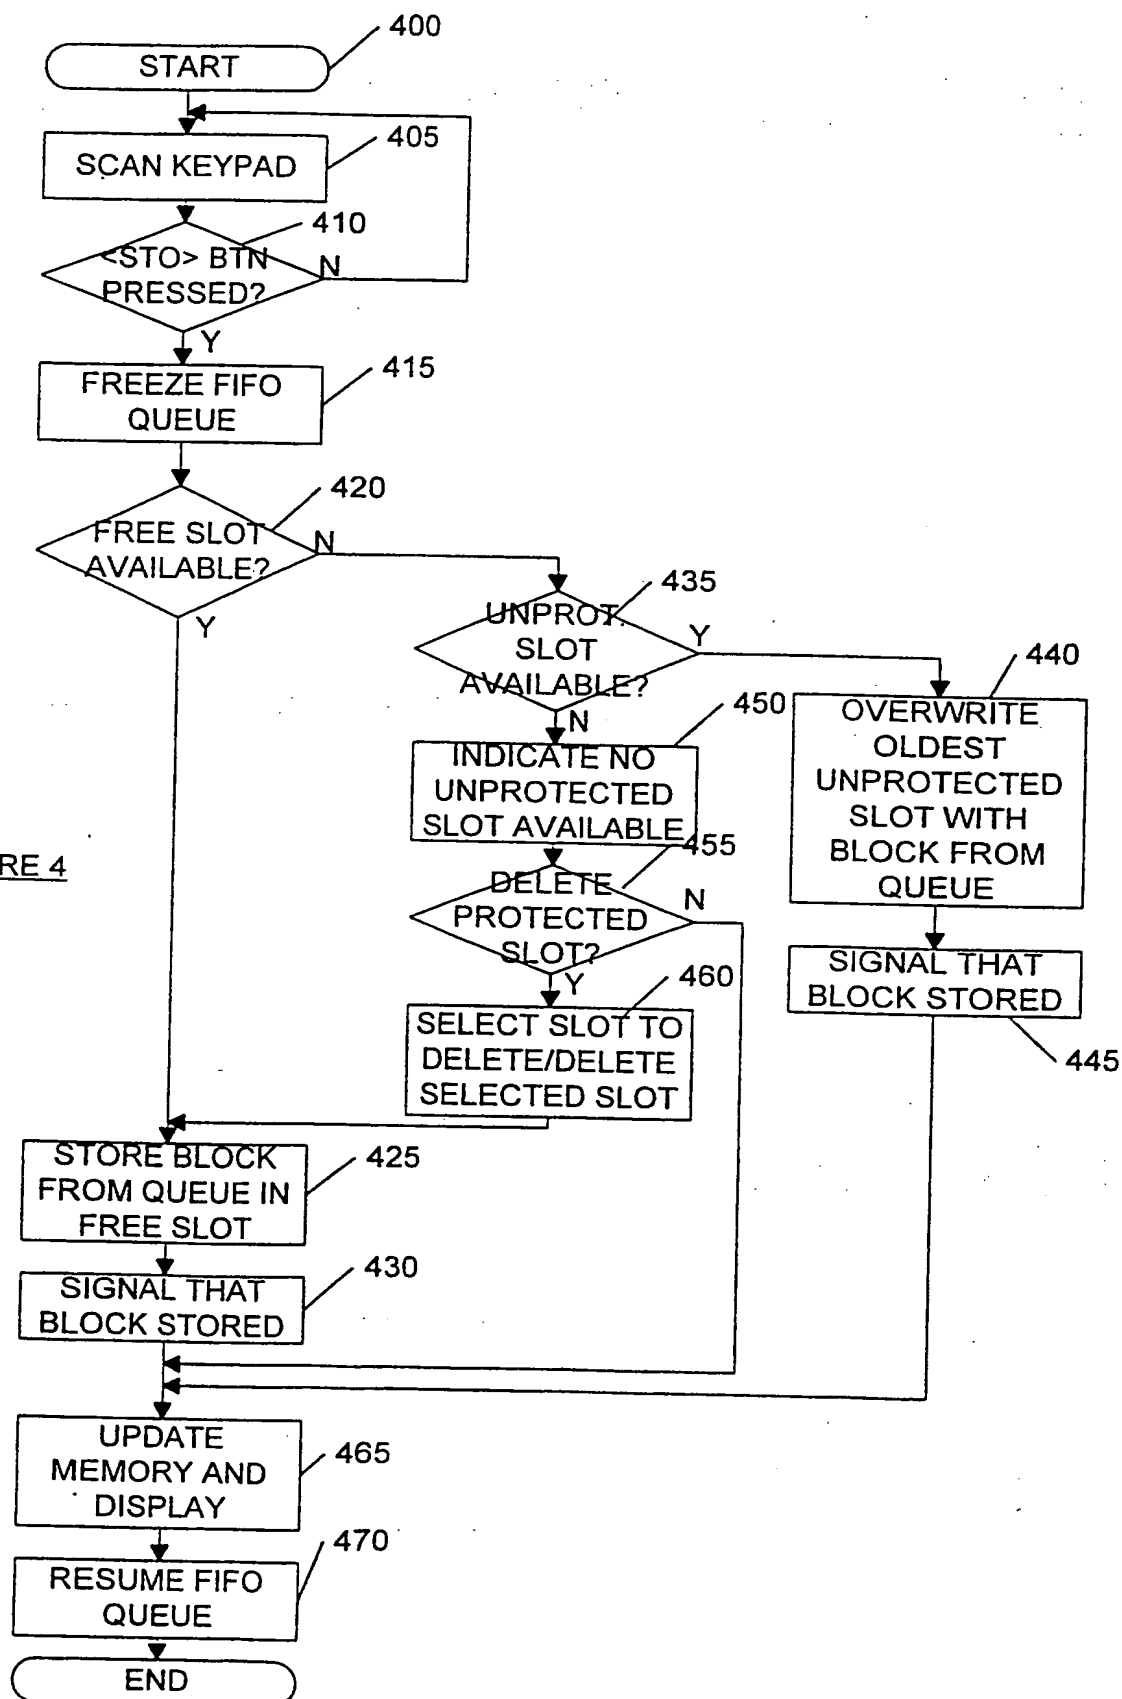 400
START
405
SCAN KEYPAD
410
<STO> BTN
PRESSED?
N
Y
415
FREEZE FIFO
QUEUE
420
FREE SLOT
AVAILABLE?
N
Y
435
UNPROT.
SLOT
AVAILABLE?
Y
N
440
OVERWRITE
OLDEST
UNPROTECTED
SLOT WITH
BLOCK FROM
QUEUE
450
INDICATE NO
UNPROTECTED
SLOT AVAILABLE
455
DELETE
PROTECTED
SLOT?
N
Y
RE 4
SIGNAL THAT
BLOCK STORED
445
460
SELECT SLOT TO
DELETE/DELETE
SELECTED SLOT
425
STORE BLOCK
FROM QUEUE IN
FREE SLOT
430
SIGNAL THAT
BLOCK STORED
465
UPDATE
MEMORY AND
DISPLAY
470
RESUME FIFO
QUEUE
END